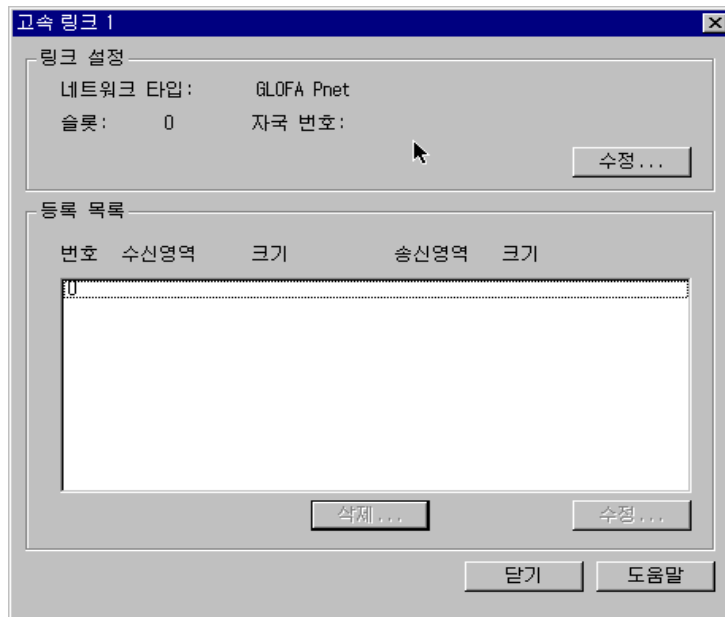 고속 링크 1
링크 설정
네트워크 타입: GLOFA Pnet
슬롯: 0 자국 번호:
수정...
등록 목록
번호 수신영역 크기 송신영역 크기
0
삭제... 수정...
닫기 도움말